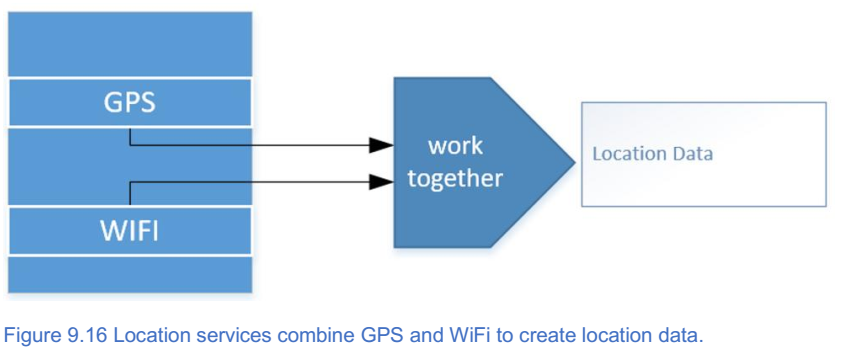 GPS
WIFI
work
together
Location Data
Figure 9.16 Location services combine GPS and WiFi to create location data.